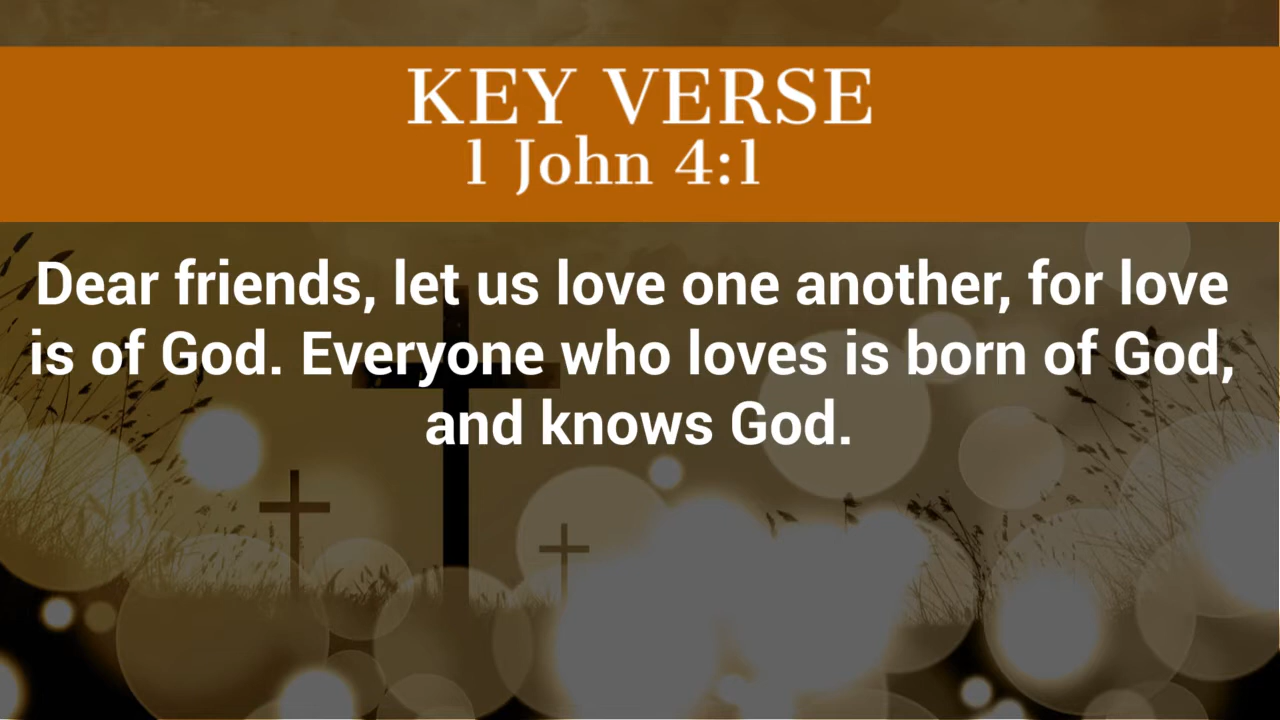 KEY VERSE
1 John 4:1
Dear friends, let us love one another, for love
is of God. Everyone who loves is born of God,
and knows God.